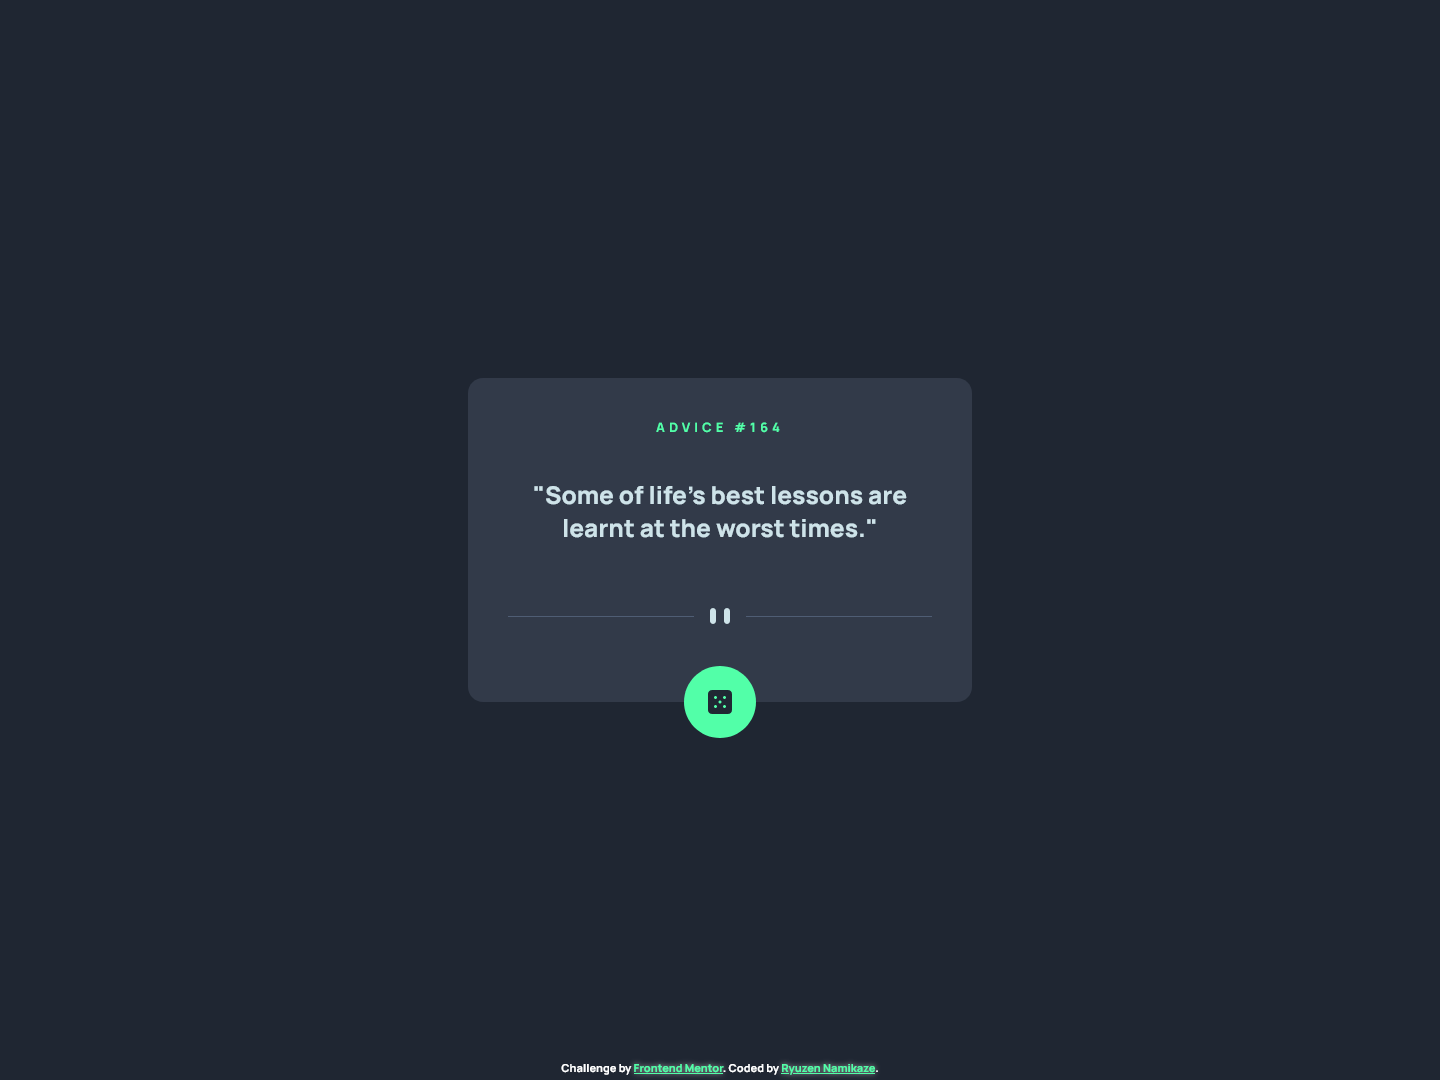 ADVICE #164
"Some of life's best lessons are
learnt at the worst times."
Challenge by Frontend Mentor. Coded by Ryuzen Namikaze.